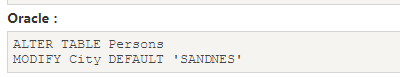 Oracle :
ALTER TABLE Persons
MODIFY City DEFAULT 'SANDNES'